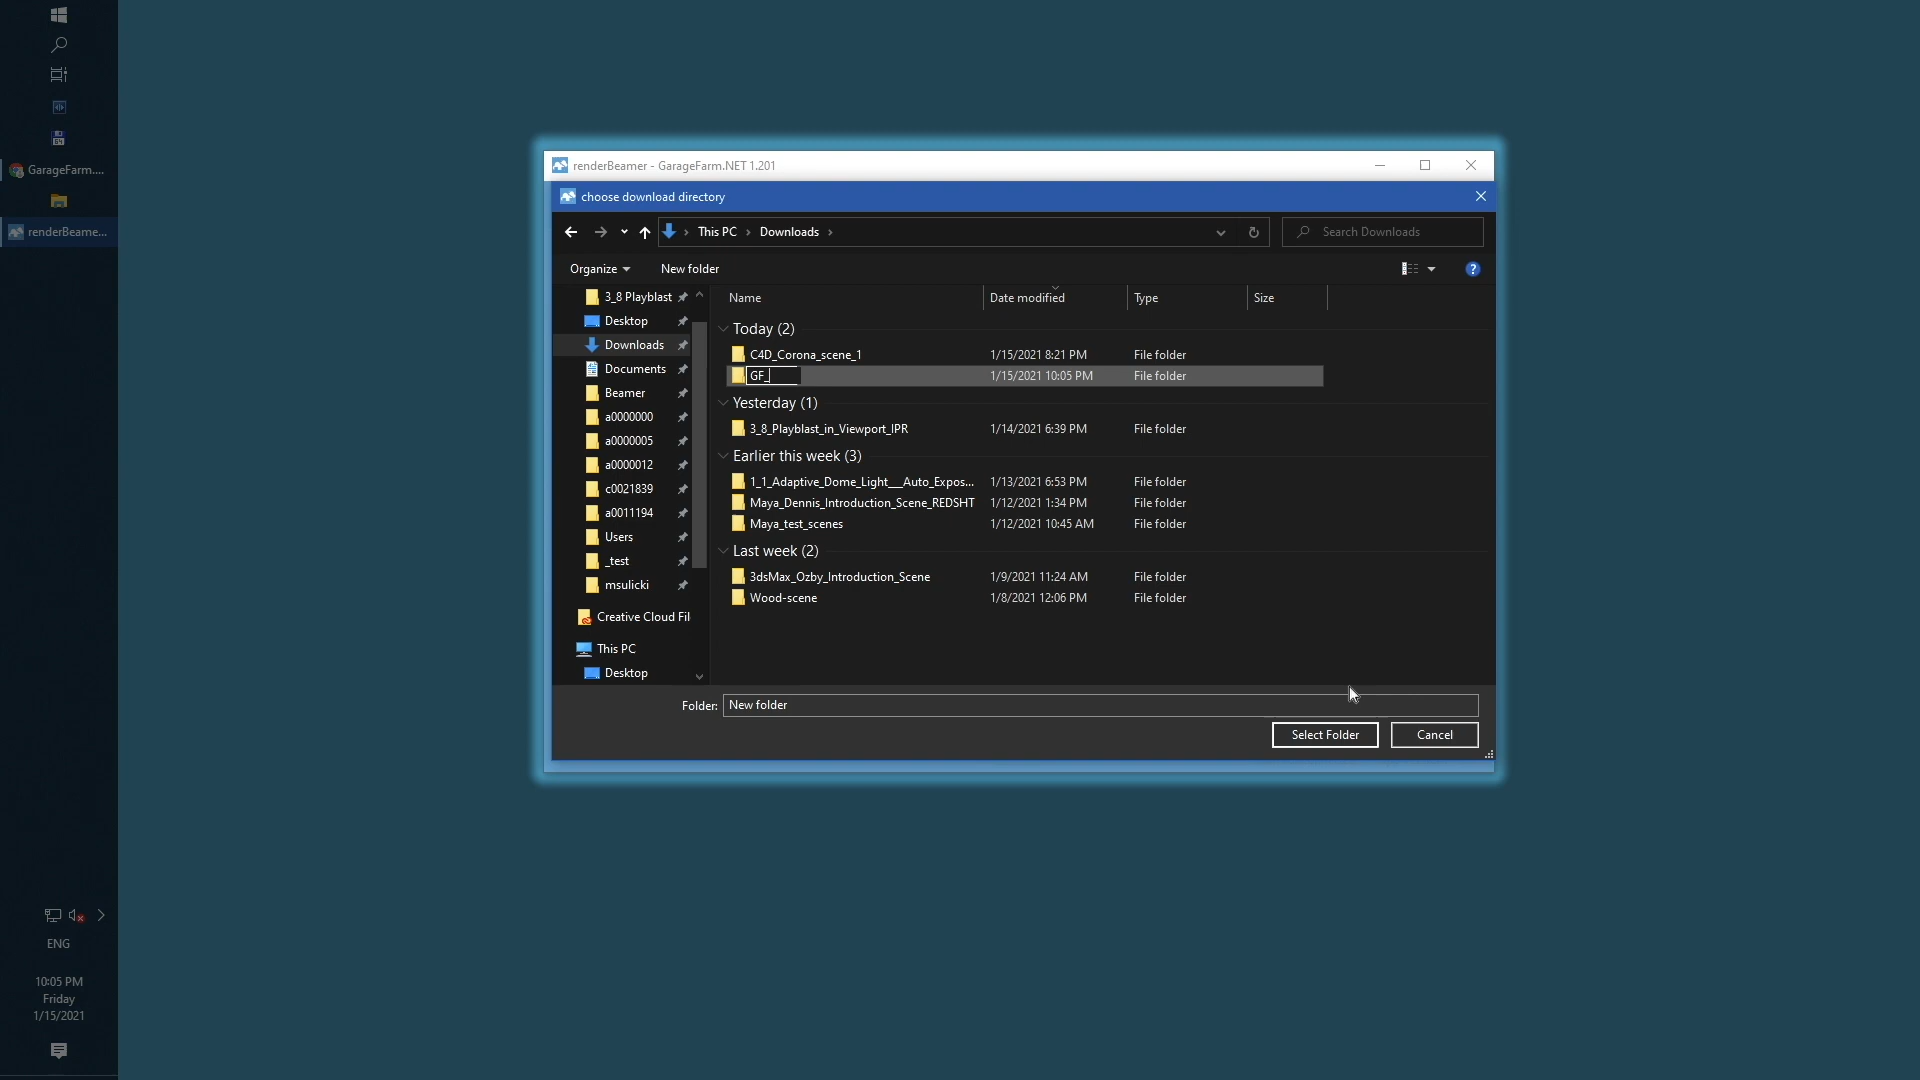 GarageFarm....
renderBeame...
ENG
10:05 PM
Friday
1/15/2021
renderBeamer - GarageFarm.NET 1.201
choose download directory
This PC > Downloads >
Search Downloads
Organize
New folder
?
3_8 Playblast
Desktop
Downloads
Documents
Beamer
a0000000
a0000005
a0000012
c0021839
a0011194
Users
_test
msulicki
Creative Cloud Fil
This PC
Desktop
Name Date modified Type Size
Today (2)
C4D_Corona_scene_1 1/15/2021 8:21 PM File folder
GF_ 1/15/2021 10:05 PM File folder
Yesterday (1)
3_8_Playblast_in_Viewport_IPR 1/14/2021 6:39 PM File folder
Earlier this week (3)
1_1_Adaptive_Dome_Light__Auto_Expos... 1/13/2021 6:53 PM File folder
Maya_Dennis_Introduction_Scene_REDSHT 1/12/2021 1:34 PM File folder
Maya_test_scenes 1/12/2021 10:45 AM File folder
Last week (2)
3dsMax_Ozby_Introduction_Scene 1/9/2021 11:24 AM File folder
Wood-scene 1/8/2021 12:06 PM File folder
Folder: New folder
Select Folder Cancel